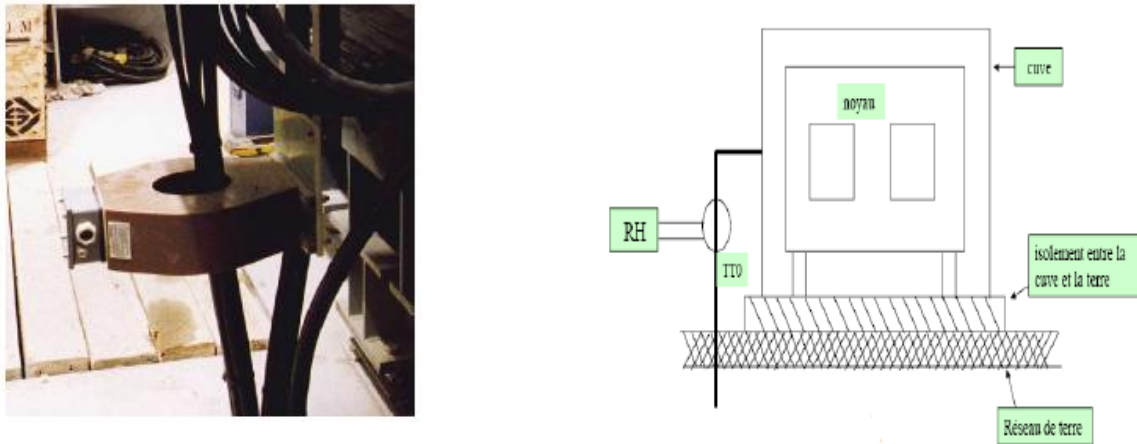 cuve
noyau
RH
TT0
isolement entre la
cuve et la terre
Réseau de terre